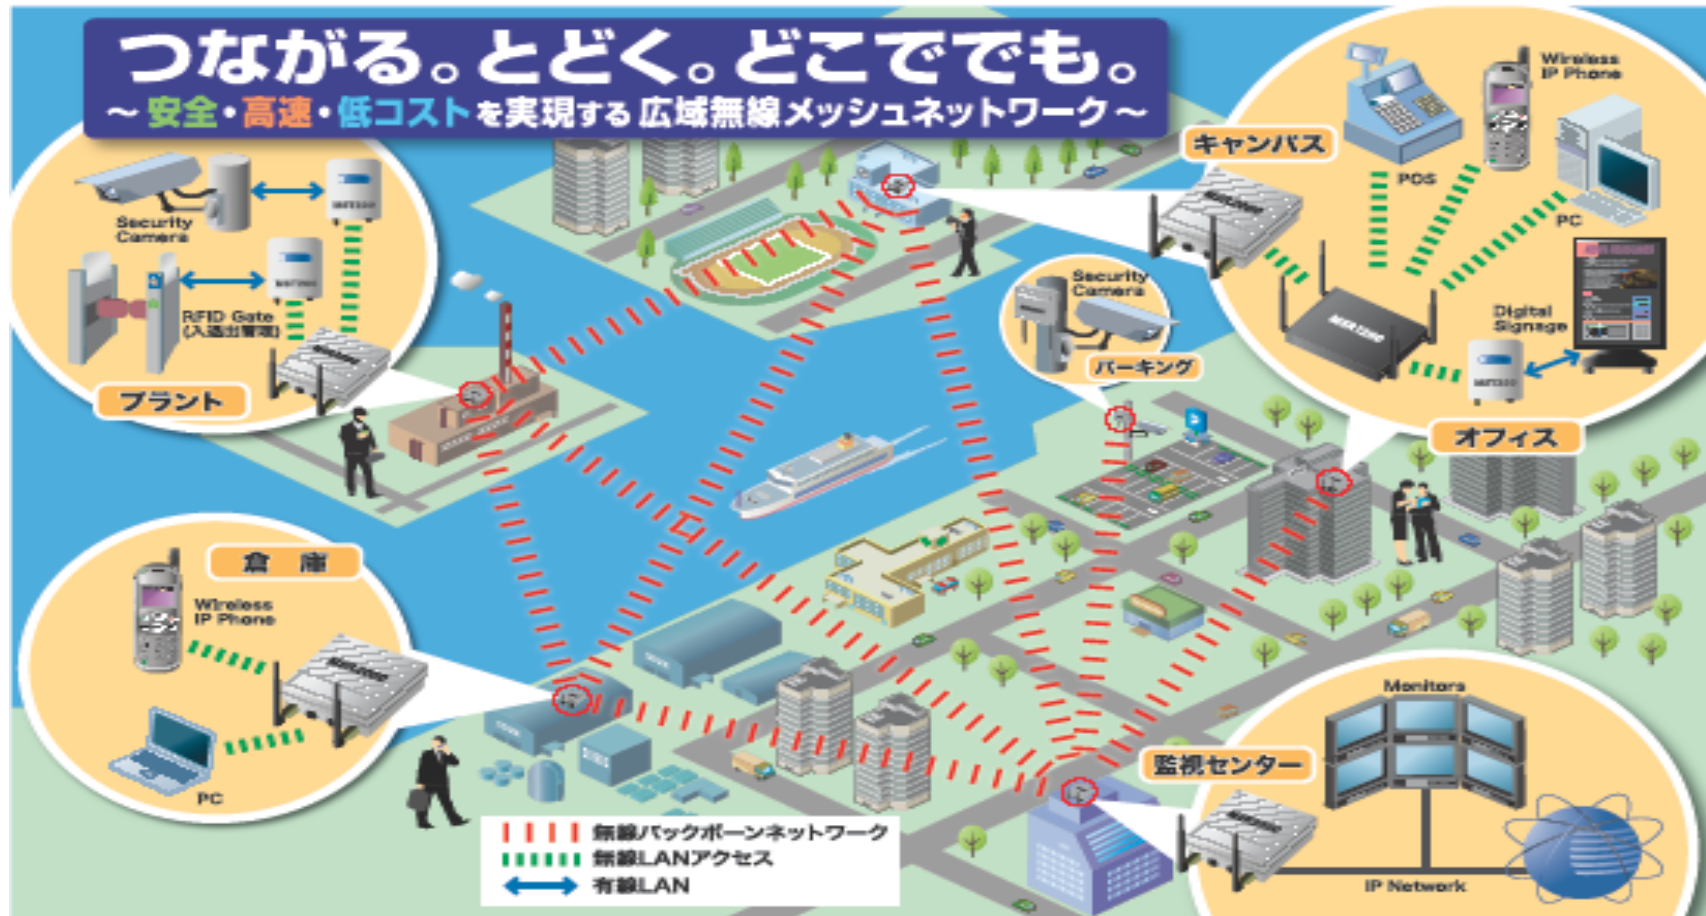 つながる。とどく。どこででも。
～安全・高速・低コストを実現する 広域無線メッシュネットワーク～
Security
Camera
RFID Gate
(入退出管理)
プラント
キャンパス
POS
Wireless
IP Phone
PC
Digital
Signage
オフィス
Security
Camera
パーキング
倉庫
Wireless
IP Phone
PC
監視センター
Monitors
IP Network
無線バックボーンネットワーク
無線LANアクセス
有線LAN